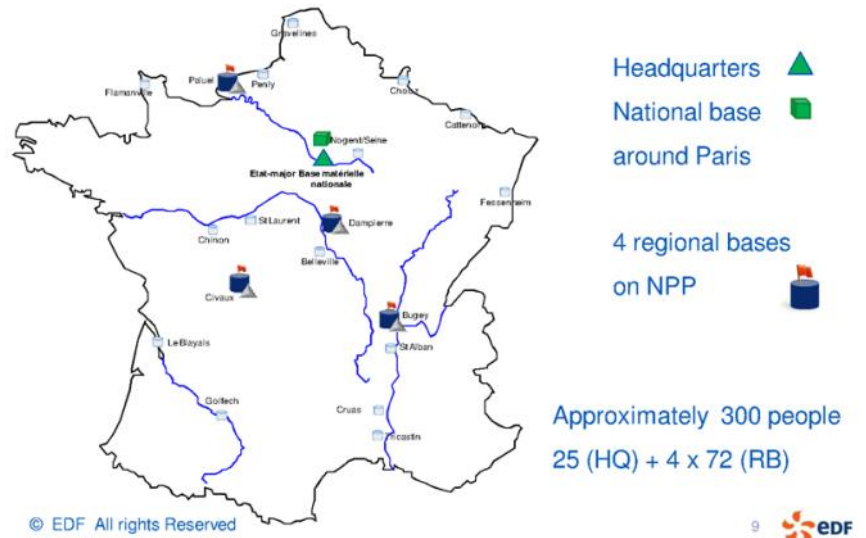 Gravelines
Paluel
Penly
Flamanville
Chooz
Cattenom
Nogent/Seine
Etat-major Base matérielle
nationale
Fessenheim
St Laurent
Dampierre
Chinon
Belleville
Civaux
Bugey
Le Blayais
St Alban
Golfech
Cruas
Tricastin
Headquarters
National base
around Paris
4 regional bases
on NPP
Approximately 300 people
25 (HQ) + 4 x 72 (RB)
© EDF All rights Reserved
9
eDF